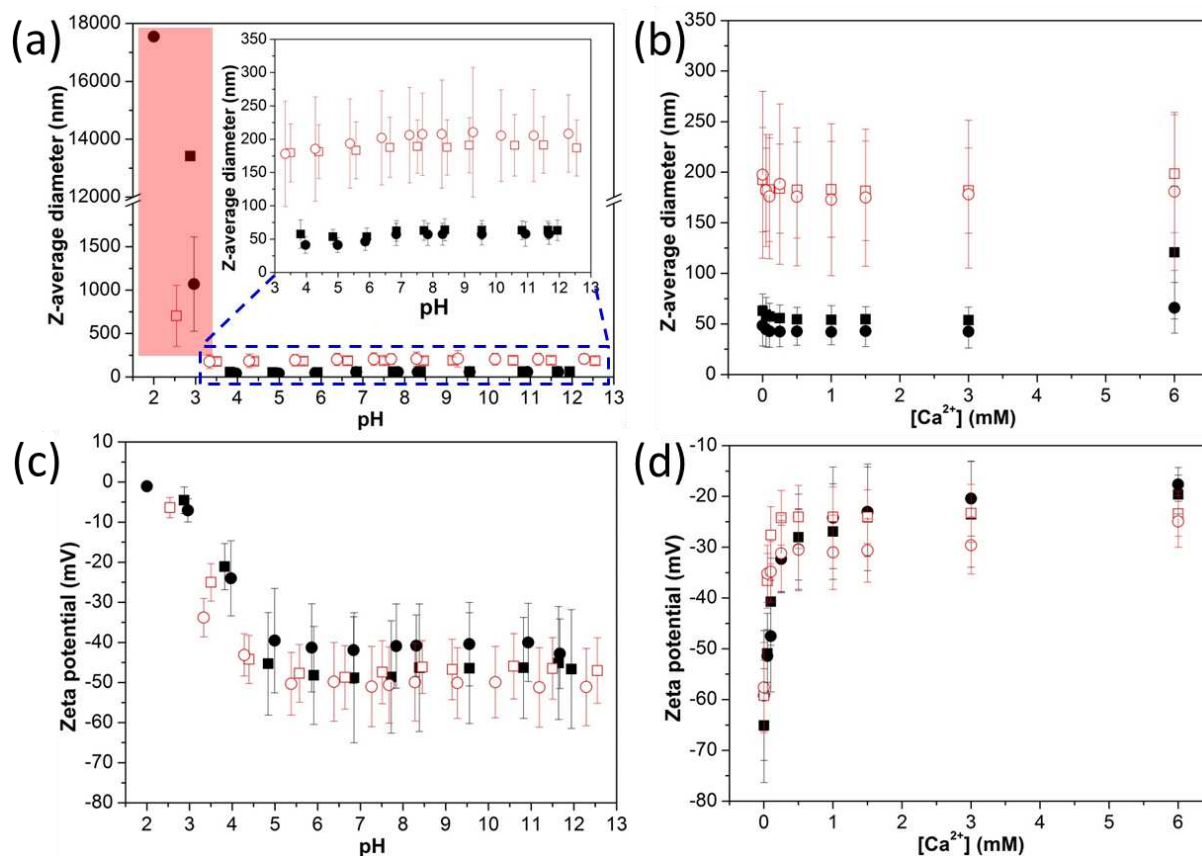 (a)
Z-average diameter (nm)
18000
16000
14000
12000
1500
1000
500
0
2 3 4 5 6 7 8 9 10 11 12 13
pH
Z-average diameter (nm)
350
300
250
200
150
100
50
0
3 4 5 6 7 8 9 10 11 12 13
pH
(b)
Z-average diameter (nm)
350
300
250
200
150
100
50
0
0 1 2 3 4 5 6
[Ca²⁺] (mM)
(c)
Zeta potential (mV)
10
0
-10
-20
-30
-40
-50
-60
-70
-80
2 3 4 5 6 7 8 9 10 11 12 13
pH
(d)
Zeta potential (mV)
-10
-20
-30
-40
-50
-60
-70
-80
0 1 2 3 4 5 6
[Ca²⁺] (mM)